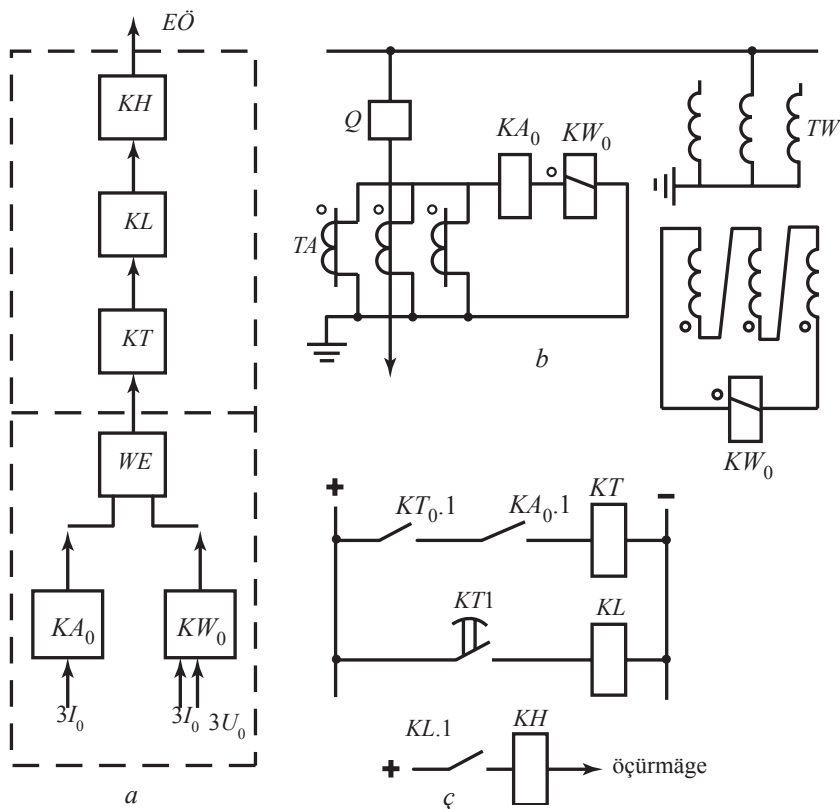 EÖ
KH
KL
KT
WE
KA₀
KW₀
3I₀
3I₀
3U₀
a
Q
KA₀
KW₀
TW
TA
b
KW₀
+
−
KT₀.1
KA₀.1
KT
KT1
KL
KL.1
KH
+
öçürmäge
ç